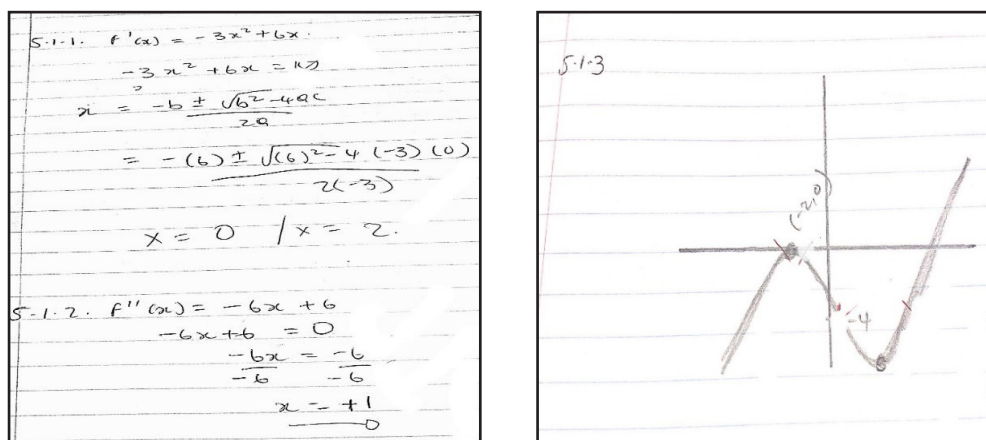 5.1.1. f'(x) = -3x² + 6x.
-3x² + 6x =
x = -b ± √b² - 4ac
2a
= -(6) ± √(6)² - 4(-3)(0)
2(-3)
x = 0 / x = 2.
5.1.2. f''(x) = -6x + 6
-6x + 6 = 0
-6x = -6
-6 -6
x = +1
5.1.3
(-2,0)
-4